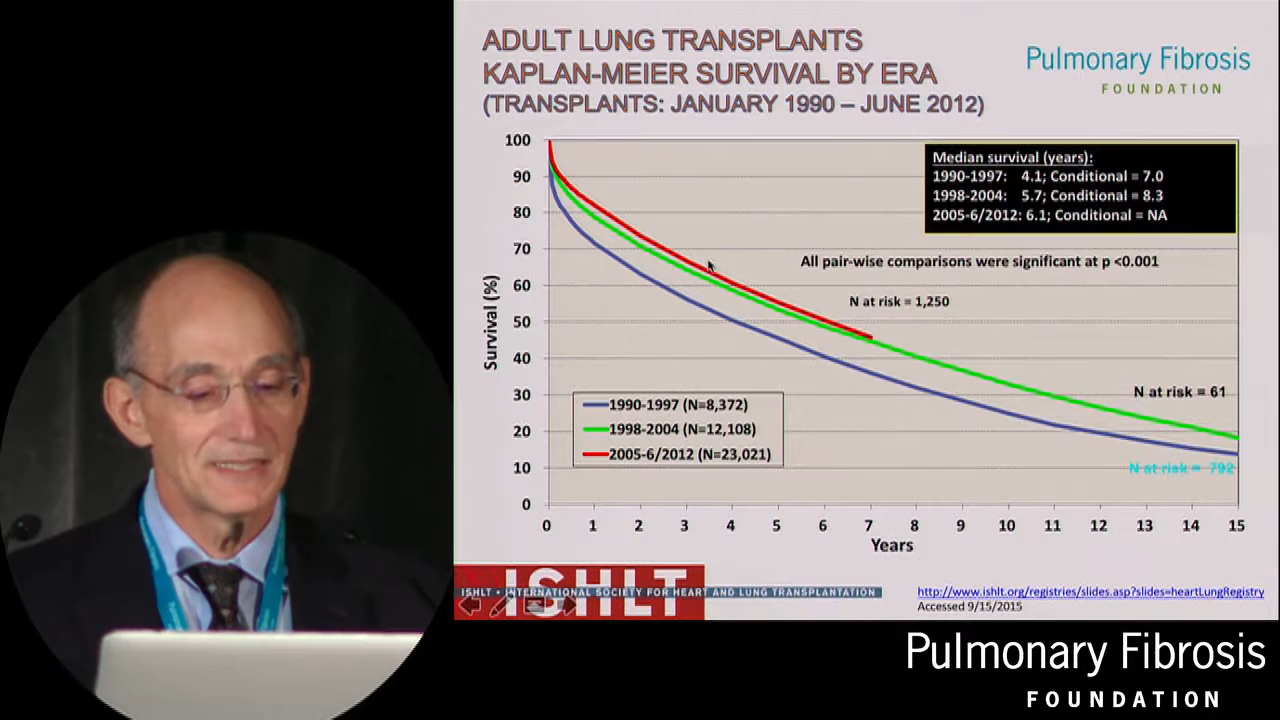 ADULT LUNG TRANSPLANTS
KAPLAN-MEIER SURVIVAL BY ERA
(TRANSPLANTS: JANUARY 1990 – JUNE 2012)
Pulmonary Fibrosis
FOUNDATION
Survival (%)
100
90
80
70
60
50
40
30
20
10
0
Median survival (years):
1990-1997: 4.1; Conditional = 7.0
1998-2004: 5.7; Conditional = 8.3
2005-6/2012: 6.1; Conditional = NA
All pair-wise comparisons were significant at p <0.001
N at risk = 1,250
N at risk = 61
N at risk = 792
1990-1997 (N=8,372)
1998-2004 (N=12,108)
2005-6/2012 (N=23,021)
0 1 2 3 4 5 6 7 8 9 10 11 12 13 14 15
Years
ISHLT
ISHLT • INTERNATIONAL SOCIETY FOR HEART AND LUNG TRANSPLANTATION
http://www.ishlt.org/registries/slides.asp?slides=heartLungRegistry
Accessed 9/15/2015
Pulmonary Fibrosis
FOUNDATION